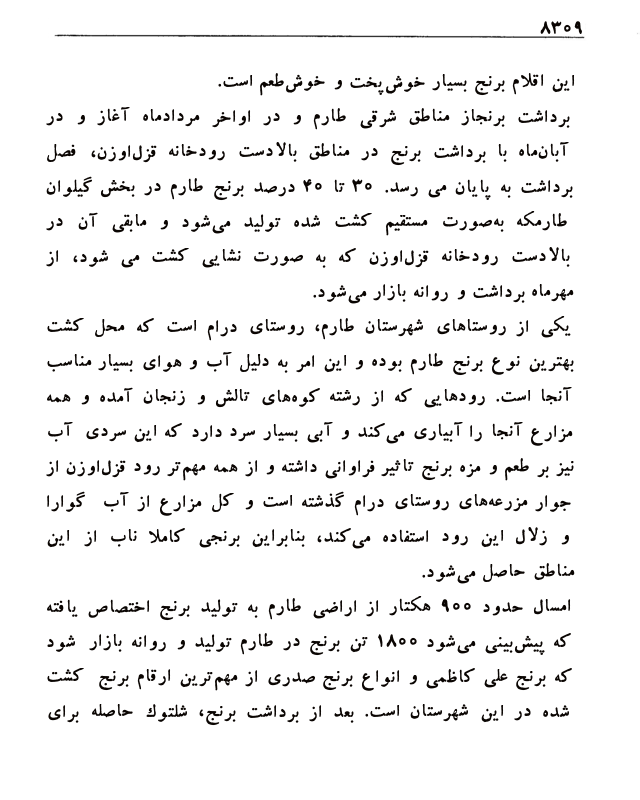 ۸۳۰۹
این اقلام برنج بسیار خوش‌پخت و خوش‌طعم است.
برداشت برنجاز مناطق شرقی طارم و در اواخر مردادماه آغاز و در
آبان‌ماه با برداشت برنج در مناطق بالادست رودخانه قزل‌اوزن، فصل
برداشت به پایان می رسد. ۳۰ تا ۴۰ درصد برنج طارم در بخش گیلوان
طارمکه به‌صورت مستقیم کشت شده تولید می‌شود و مابقی آن در
بالادست رودخانه قزل‌اوزن که به صورت نشایی کشت می شود، از
مهرماه برداشت و روانه بازار می‌شود.
یکی از روستاهای شهرستان طارم، روستای درام است که محل کشت
بهترین نوع برنج طارم بوده و این امر به دلیل آب و هوای بسیار مناسب
آنجا است. رودهایی که از رشته کوه‌های تالش و زنجان آمده و همه
مزارع آنجا را آبیاری می‌کند و آبی بسیار سرد دارد که این سردی آب
نیز بر طعم و مزه برنج تاثیر فراوانی داشته و از همه مهم‌تر رود قزل‌اوزن از
جوار مزرعه‌های روستای درام گذشته است و کل مزارع از آب گوارا
و زلال این رود استفاده می‌کند، بنابراین برنجی کاملا ناب از این
مناطق حاصل می‌شود.
امسال حدود ۹۰۰ هکتار از اراضی طارم به تولید برنج اختصاص یافته
که پیش‌بینی می‌شود ۱۸۰۰ تن برنج در طارم تولید و روانه بازار شود
که برنج علی کاظمی و انواع برنج صدری از مهم‌ترین ارقام برنج کشت
شده در این شهرستان است. بعد از برداشت برنج، شلتوك حاصله برای